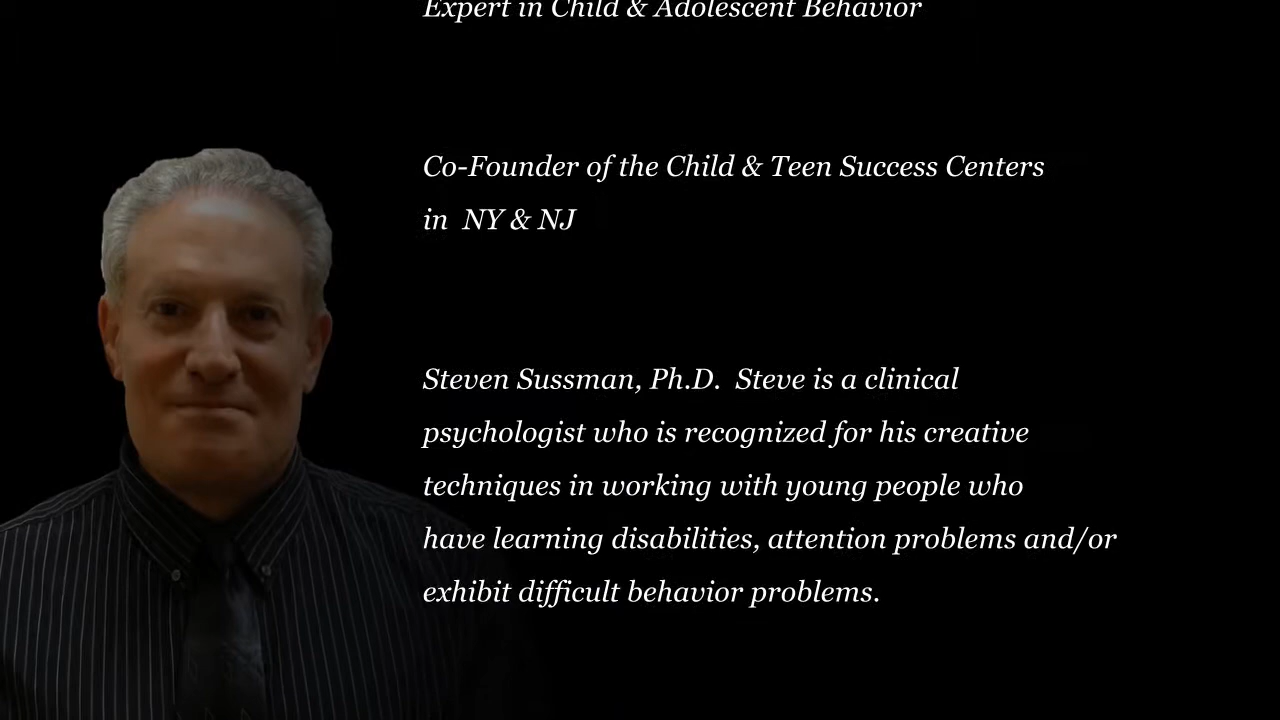 Expert in Child & Adolescent Behavior
Co-Founder of the Child & Teen Success Centers
in  NY & NJ
Steven Sussman, Ph.D.  Steve is a clinical
psychologist who is recognized for his creative
techniques in working with young people who
have learning disabilities, attention problems and/or
exhibit difficult behavior problems.